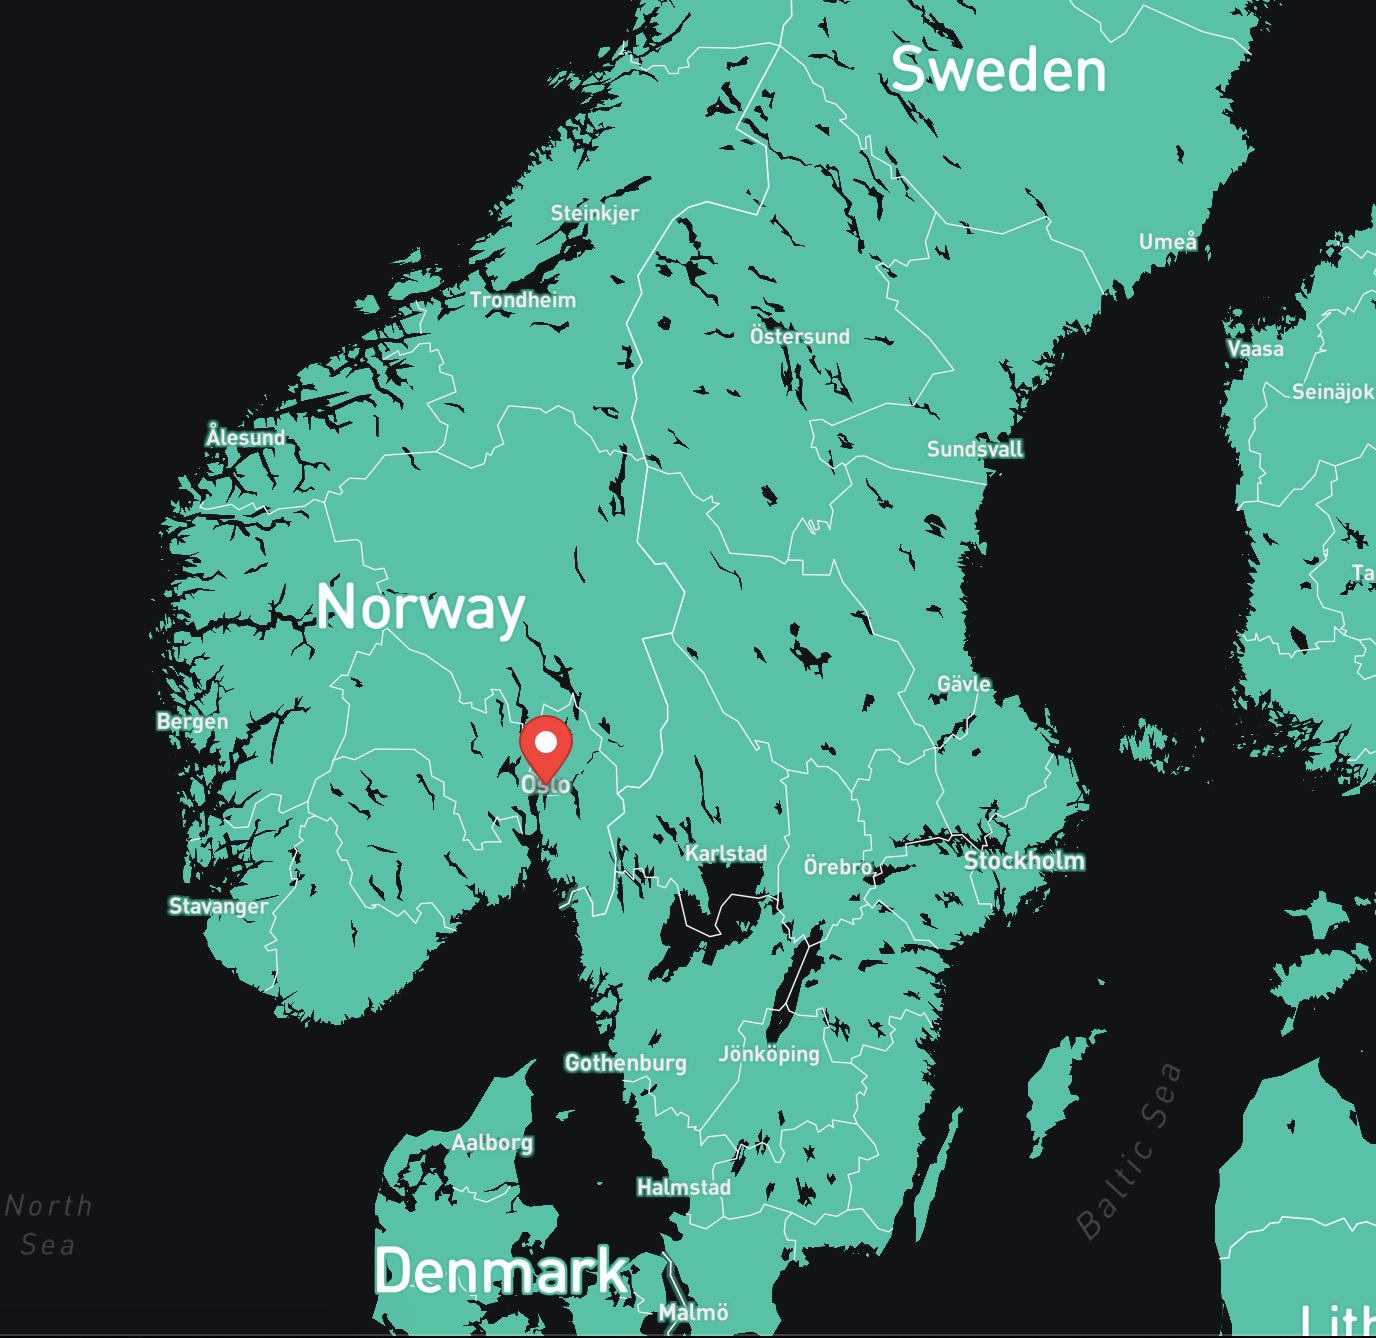 Sweden
Steinkjer
Umeå
Trondheim
Östersund
Vaasa
Seinäjok
Ålesund
Sundsvall
Ta
Norway
Gävle
Bergen
Oslo
Karlstad
Örebro
Stockholm
Stavanger
Jönköping
Gothenburg
Aalborg
Baltic Sea
Halmstad
North
Sea
Denmark
Malmö
Lith